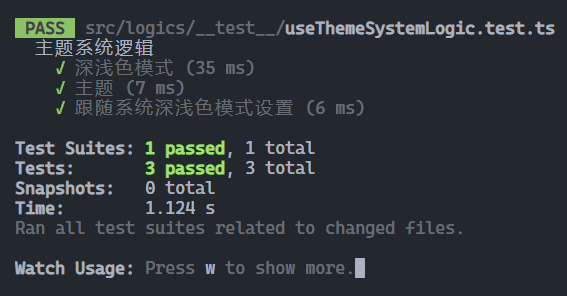 PASS src/logics/__test__/useThemeSystemLogic.test.ts
主题系统逻辑
√ 深浅色模式 (35 ms)
√ 主题 (7 ms)
√ 跟随系统深浅色模式设置 (6 ms)
Test Suites: 1 passed, 1 total
Tests: 3 passed, 3 total
Snapshots: 0 total
Time: 1.124 s
Ran all test suites related to changed files.
Watch Usage: Press w to show more.